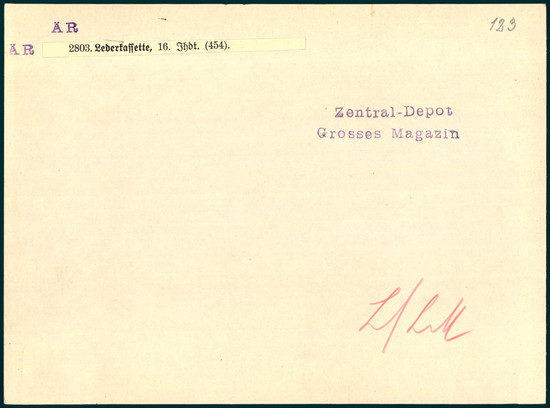 ÄR
123
ÄR
2803. Lederkassette, 16. Jhdt. (454).
Zentral-Depot
Grosses Magazin